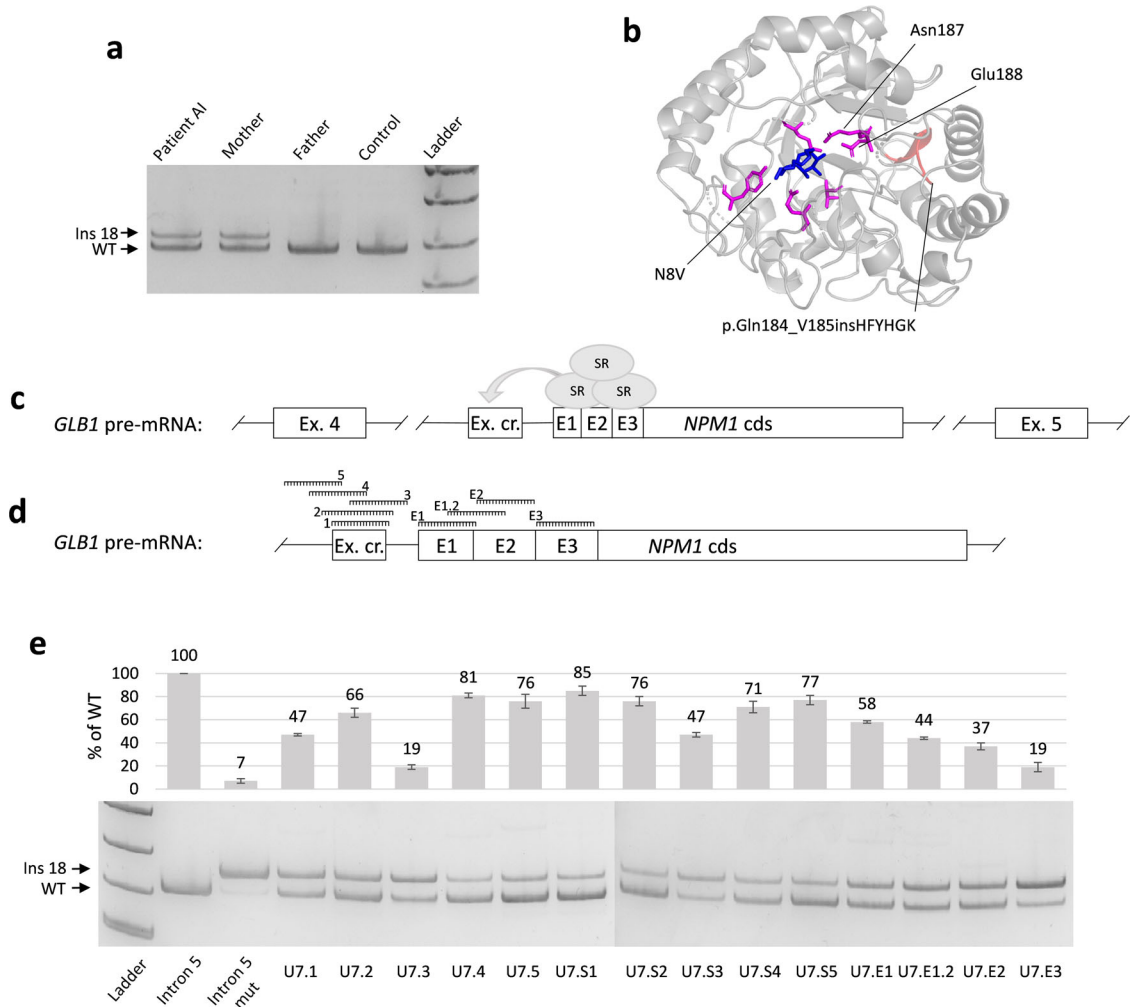 a
Patient AI
Mother
Father
Control
Ladder
Ins 18
WT
b
Asn187
Glu188
N8V
p.Gln184_V185insHFYHGK
c
SR
SR SR
GLB1 pre-mRNA: Ex. 4 Ex. cr. E1 E2 E3 NPM1 cds Ex. 5
d
5
4
3
2
1
E1
E1.2
E2
E3
GLB1 pre-mRNA: Ex. cr. E1 E2 E3 NPM1 cds
e
% of WT
100
80
60
40
20
0
100 7 47 66 19 81 76 85 76 47 71 77 58 44 37 19
Ins 18
WT
Ladder
Intron 5
Intron 5 mut
U7.1 U7.2 U7.3 U7.4 U7.5 U7.S1 U7.S2 U7.S3 U7.S4 U7.S5 U7.E1 U7.E1.2 U7.E2 U7.E3